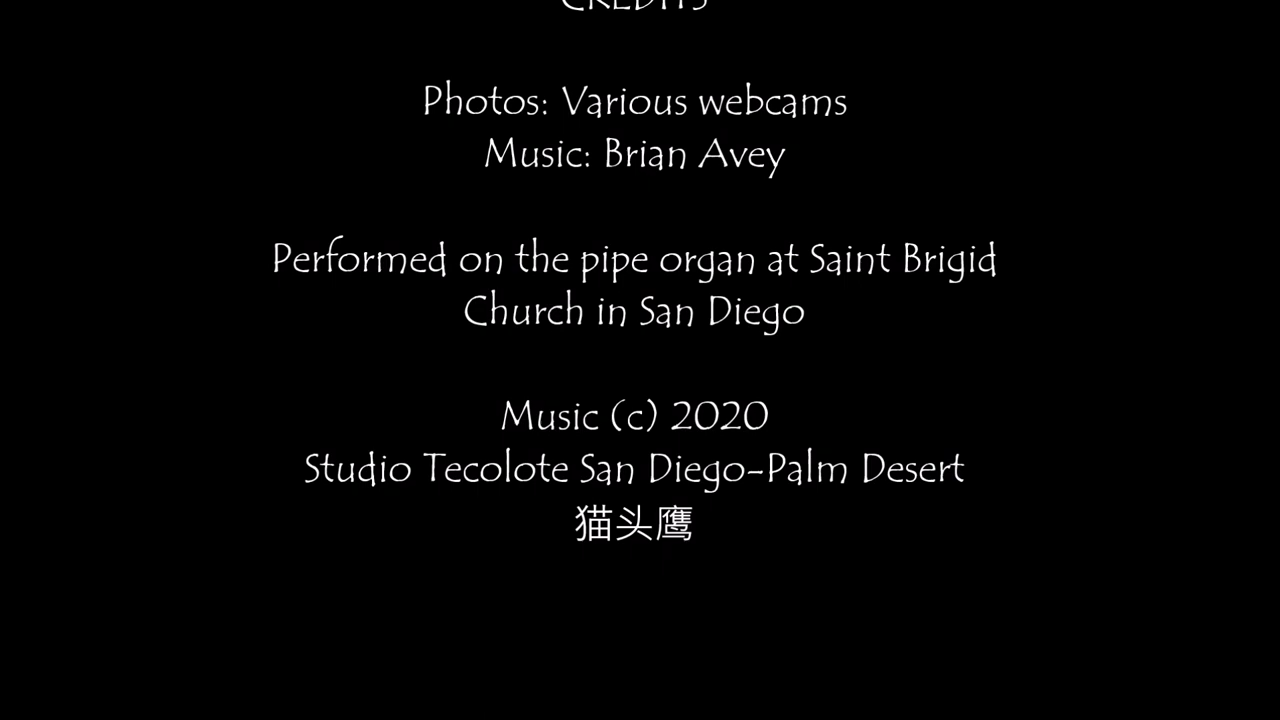 CREDITS
Photos: Various webcams
Music: Brian Avey
Performed on the pipe organ at Saint Brigid
Church in San Diego
Music (c) 2020
Studio Tecolote San Diego-Palm Desert
猫头鹰